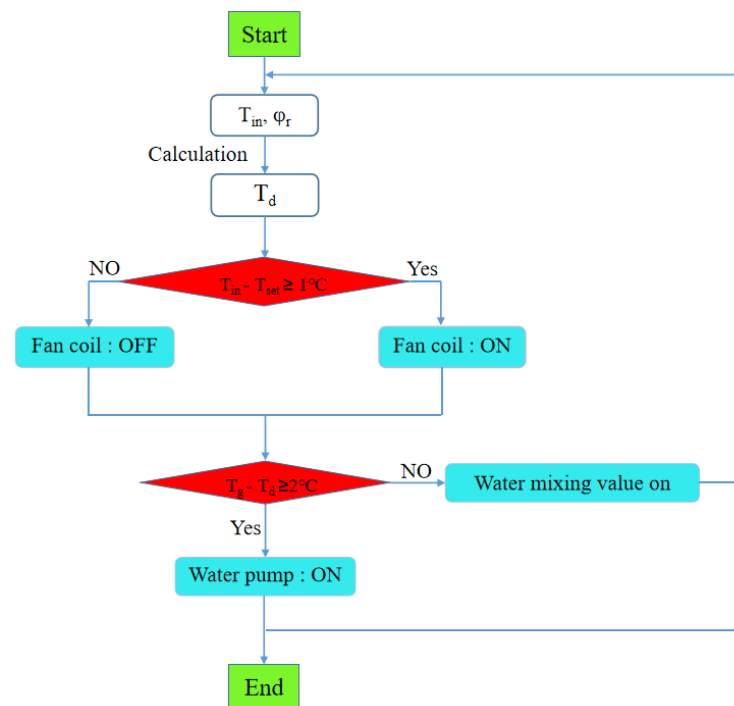 Start
Tin, φr
Calculation
Td
Tin - Tset ≥ 1℃
NO
Yes
Fan coil : OFF
Fan coil : ON
Tg - Td ≥2℃
NO
Water mixing value on
Yes
Water pump : ON
End